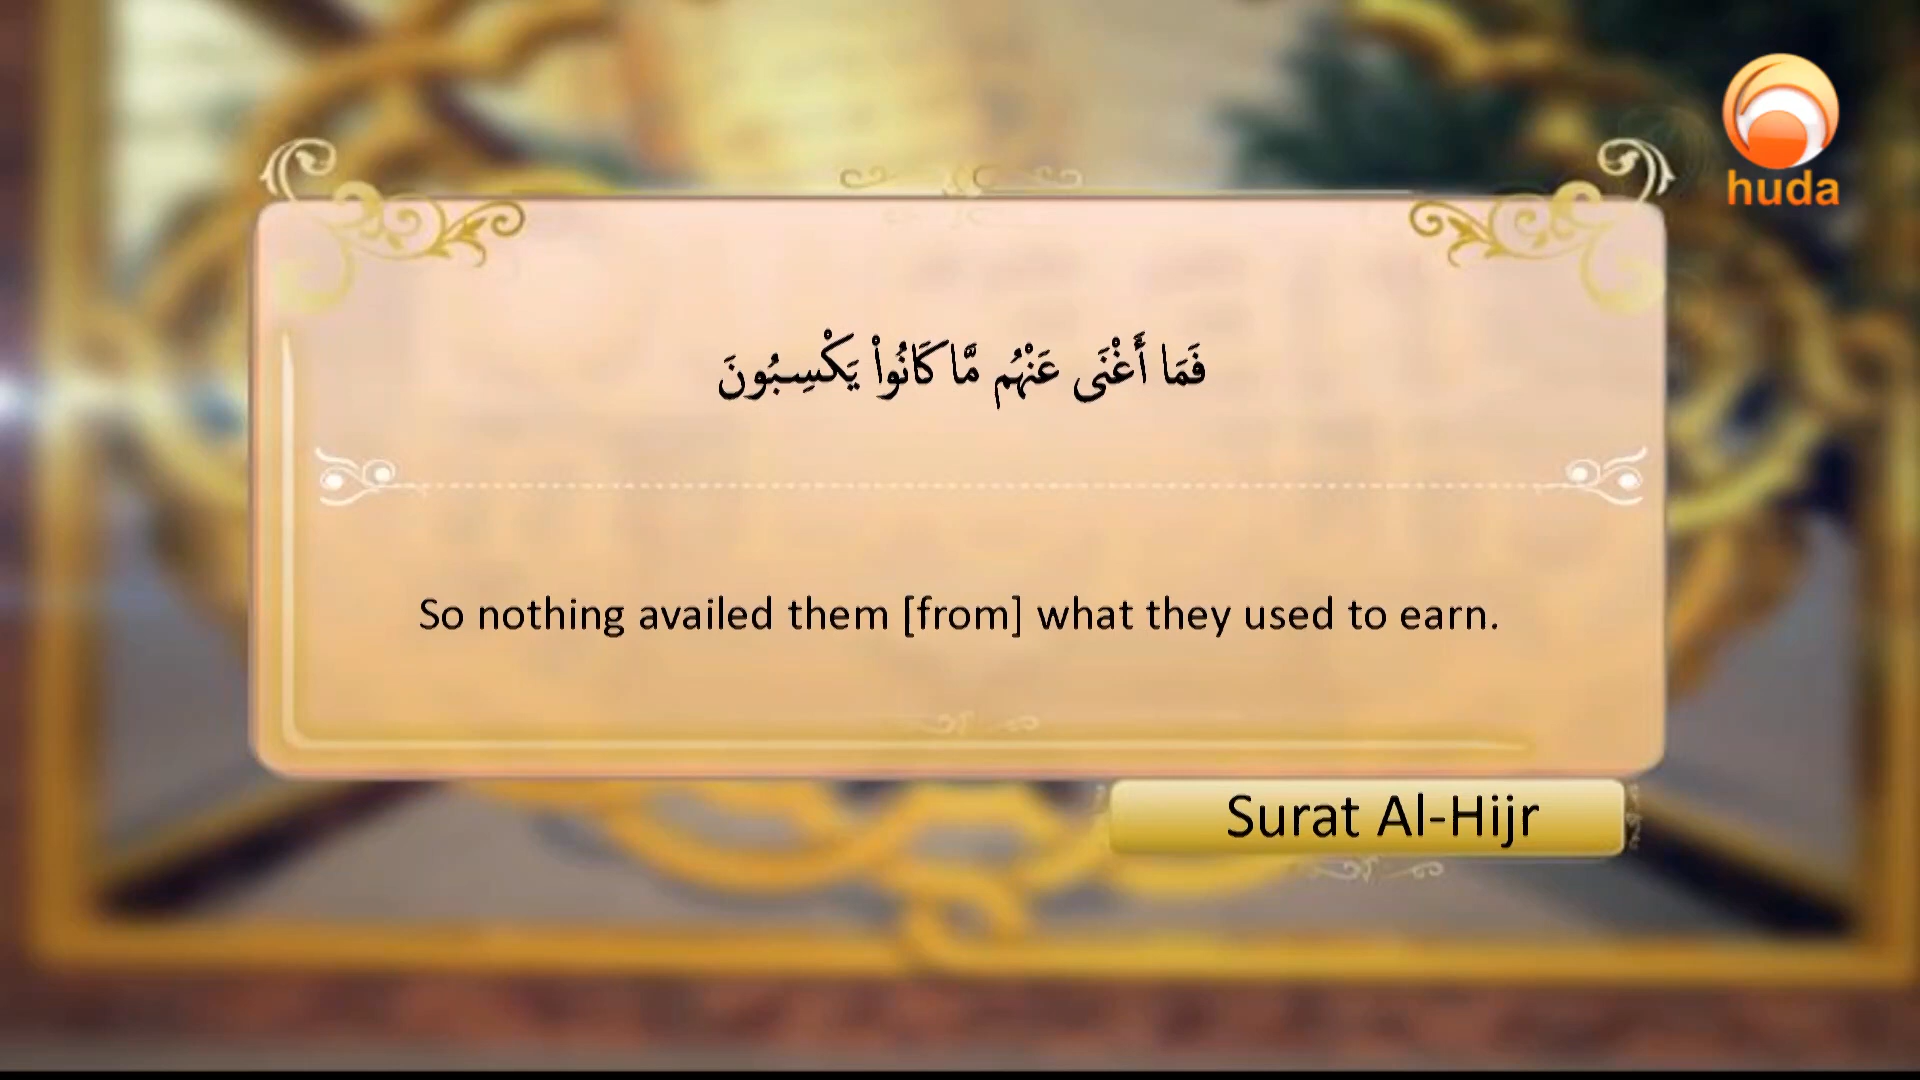 huda
فَمَا أَغْنَى عَنْهُم مَّا كَانُواْ يَكْسِبُونَ
So nothing availed them [from] what they used to earn.
Surat Al-Hijr